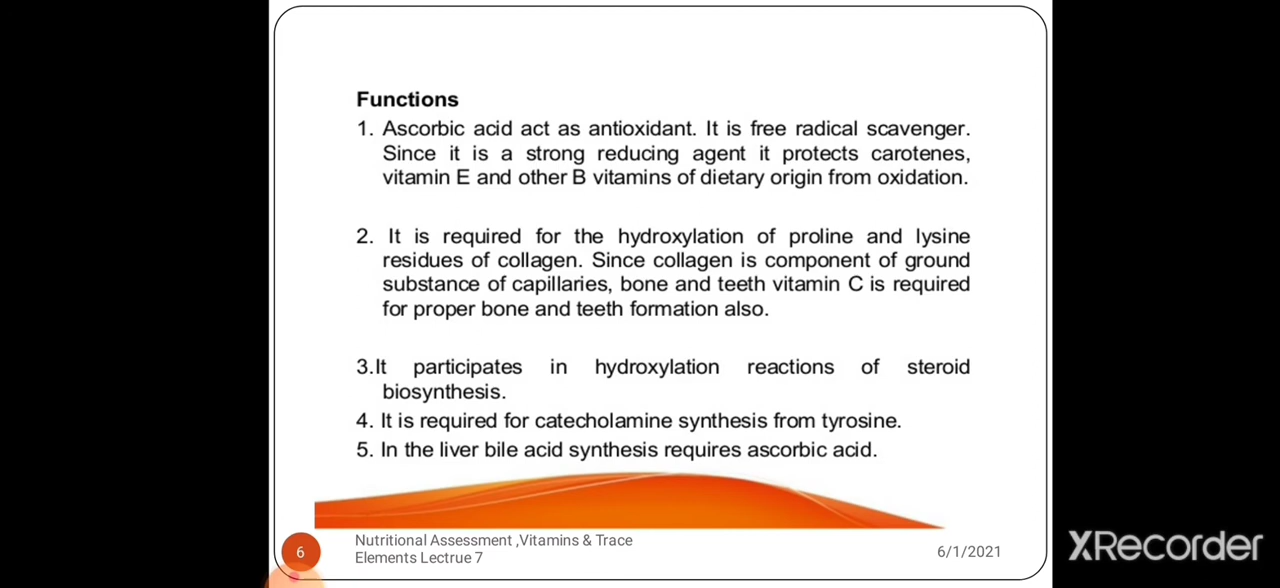 Functions
1. Ascorbic acid act as antioxidant. It is free radical scavenger.
Since it is a strong reducing agent it protects carotenes,
vitamin E and other B vitamins of dietary origin from oxidation.
2. It is required for the hydroxylation of proline and lysine
residues of collagen. Since collagen is component of ground
substance of capillaries, bone and teeth vitamin C is required
for proper bone and teeth formation also.
3.It participates in hydroxylation reactions of steroid
biosynthesis.
4. It is required for catecholamine synthesis from tyrosine.
5. In the liver bile acid synthesis requires ascorbic acid.
6
Nutritional Assessment ,Vitamins & Trace
Elements Lectrue 7
6/1/2021
XRecorder